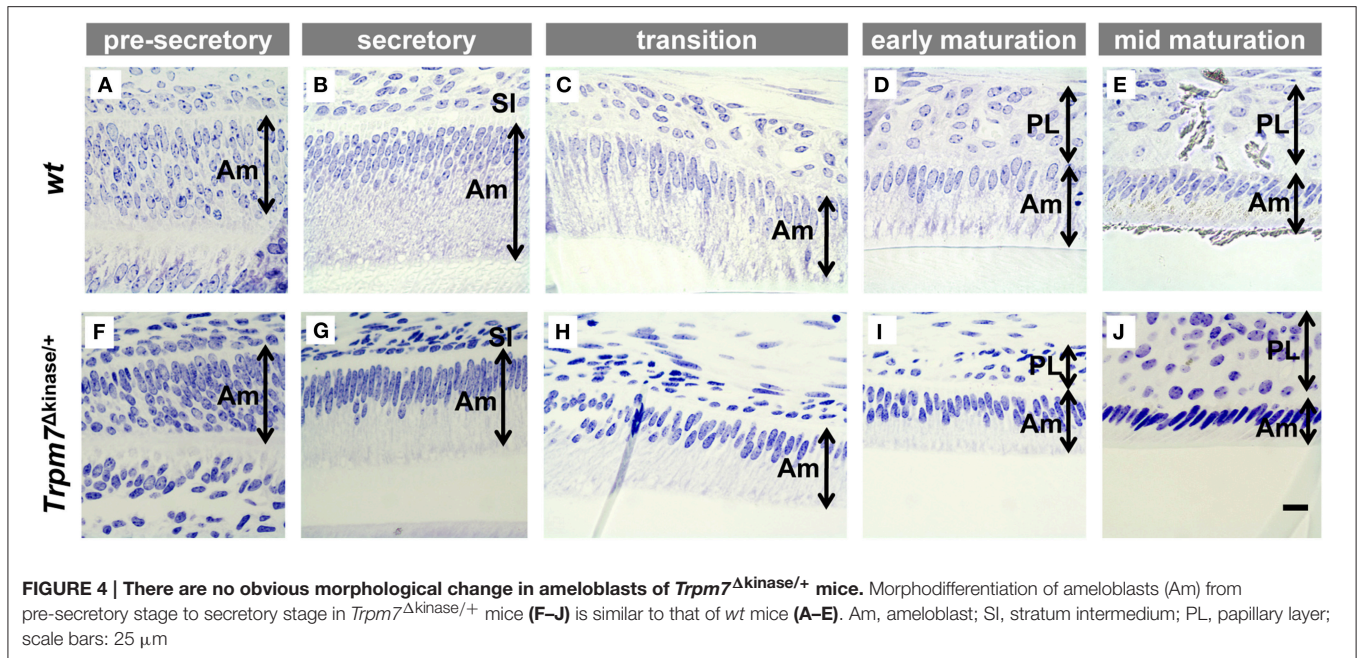 pre-secretory secretory transition early maturation mid maturation
wt
A Am
B SI Am
C Am
D PL Am
E PL Am
Trpm7Δkinase/+
F Am
G SI Am
H Am
I PL Am
J PL Am
FIGURE 4 | There are no obvious morphological change in ameloblasts of Trpm7Δkinase/+ mice. Morphodifferentiation of ameloblasts (Am) from
pre-secretory stage to secretory stage in Trpm7Δkinase/+ mice (F–J) is similar to that of wt mice (A–E). Am, ameloblast; SI, stratum intermedium; PL, papillary layer;
scale bars: 25 μm